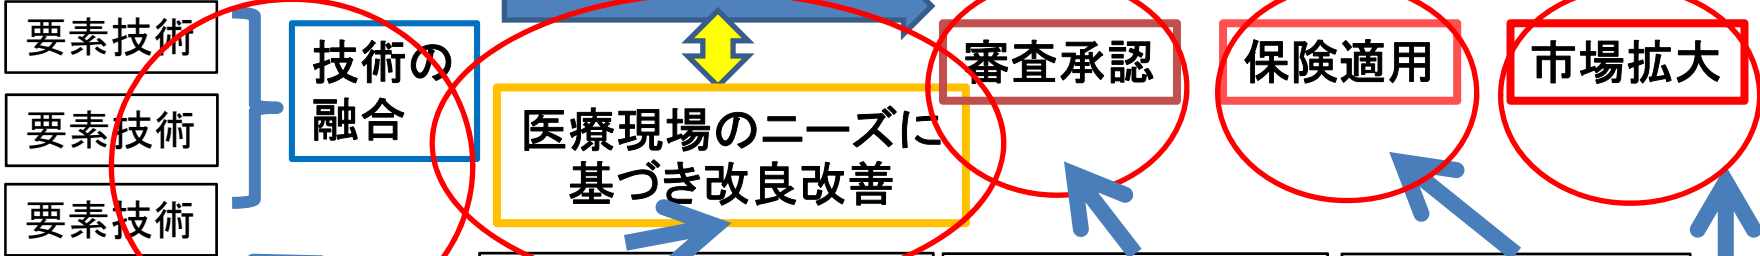 要素技術
要素技術
要素技術
技術の
融合
医療現場のニーズに
基づき改良改善
審査承認
保険適用
市場拡大